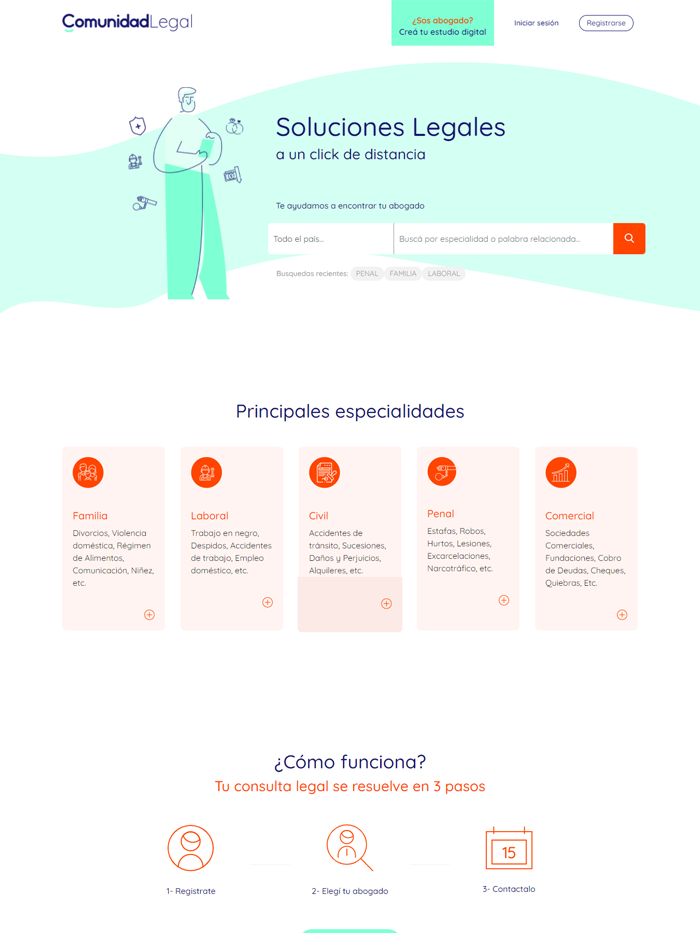 ComunidadLegal
¿Sos abogado?
Creá tu estudio digital
Iniciar sesión
Registrarse
Soluciones Legales
a un click de distancia
Te ayudamos a encontrar tu abogado
Todo el país...
Buscá por especialidad o palabra relacionada...
Busquedas recientes: PENAL FAMILIA LABORAL
Principales especialidades
Familia
Divorcios, Violencia
doméstica, Régimen
de Alimentos,
Comunicación, Niñez,
etc.
Laboral
Trabajo en negro,
Despidos, Accidentes
de trabajo, Empleo
doméstico, etc.
Civil
Accidentes de
tránsito, Sucesiones,
Daños y Perjuicios,
Alquileres, etc.
Penal
Estafas, Robos,
Hurtos, Lesiones,
Excarcelaciones,
Narcotráfico, etc.
Comercial
Sociedades
Comerciales,
Fundaciones, Cobro
de Deudas, Cheques,
Quiebras, Etc.
¿Cómo funciona?
Tu consulta legal se resuelve en 3 pasos
15
1- Registrate
2- Elegí tu abogado
3- Contactalo